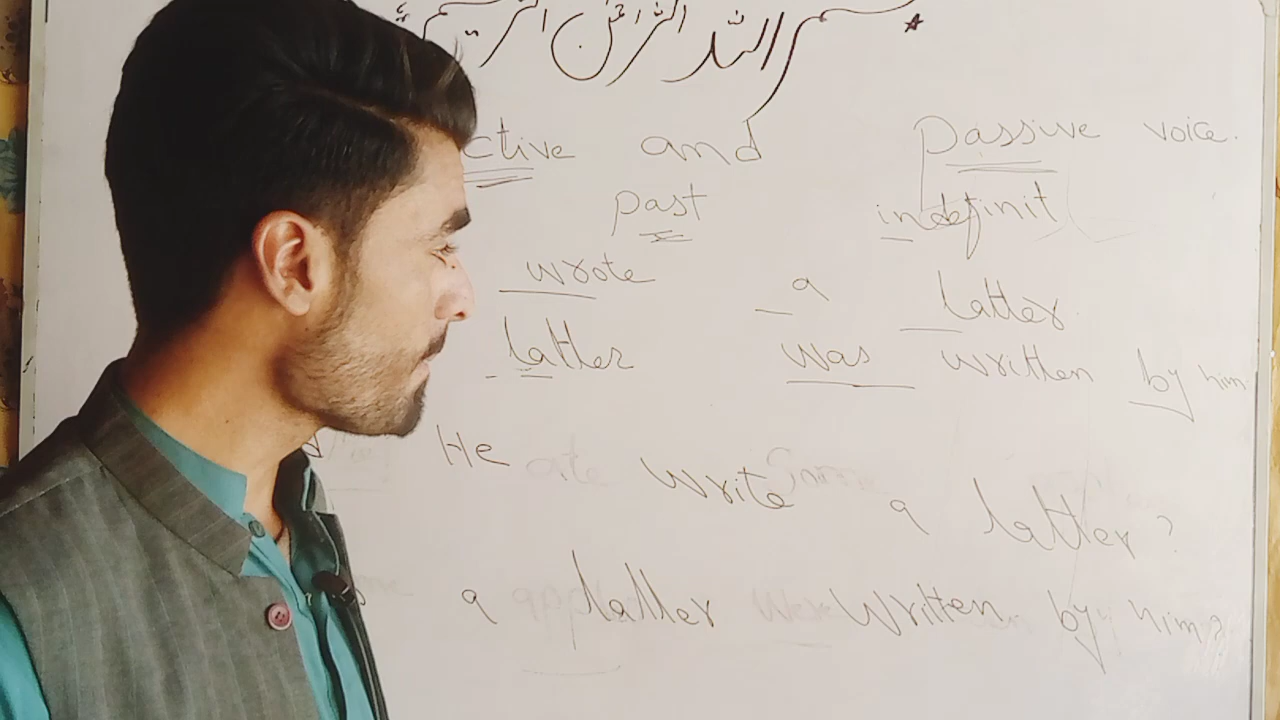 بسم اللہ الرحمٰن الرحیم
ctive and Passive voice.
past indefinit
wrote a latter
latter was written by him
He write a latter?
a latter written by him?